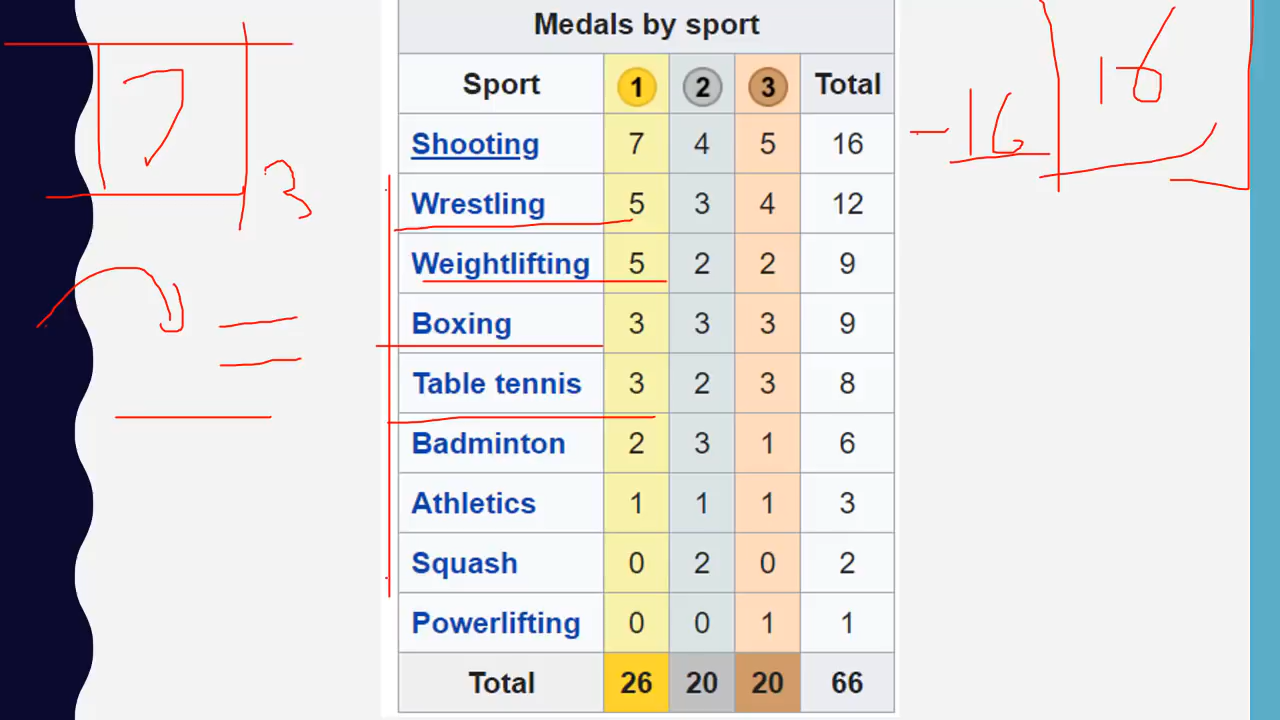 Medals by sport
Sport 1 2 3 Total
Shooting 7 4 5 16
Wrestling 5 3 4 12
Weightlifting 5 2 2 9
Boxing 3 3 3 9
Table tennis 3 2 3 8
Badminton 2 3 1 6
Athletics 1 1 1 3
Squash 0 2 0 2
Powerlifting 0 0 1 1
Total 26 20 20 66
7
3
-16
16